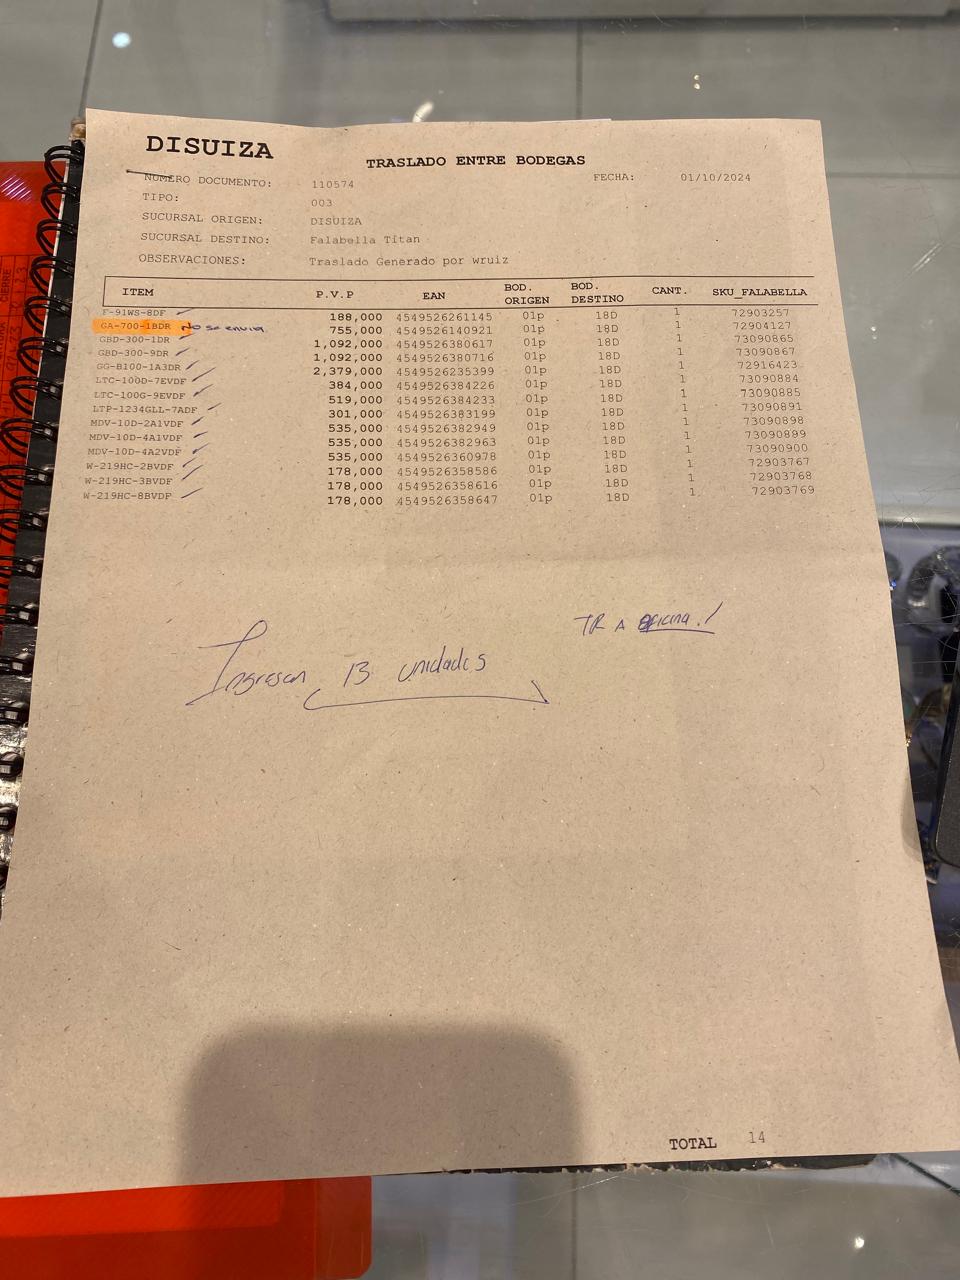 DISUIZA
TRASLADO ENTRE BODEGAS
NUMERO DOCUMENTO: 110574 FECHA: 01/10/2024
TIPO: 003
SUCURSAL ORIGEN: DISUIZA
SUCURSAL DESTINO: Falabella Titan
OBSERVACIONES: Traslado Generado por wruiz
ITEM P.V.P EAN BOD. ORIGEN BOD. DESTINO CANT. SKU_FALABELLA
F-91WS-8DF 188,000 4549526261145 01p 18D 1 72903257
GA-700-1BDR No se envia 755,000 4549526140921 01p 18D 1 72904127
GBD-300-1DR 1,092,000 4549526380617 01p 18D 1 73090865
GBD-300-9DR 1,092,000 4549526380716 01p 18D 1 73090867
GG-B100-1A3DR 2,379,000 4549526235399 01p 18D 1 72916423
LTC-100D-7EVDF 384,000 4549526384226 01p 18D 1 73090884
LTC-100G-9EVDF 519,000 4549526384233 01p 18D 1 73090885
LTP-1234GLL-7ADF 301,000 4549526383199 01p 18D 1 73090891
MDV-10D-2A1VDF 535,000 4549526382949 01p 18D 1 73090898
MDV-10D-4A1VDF 535,000 4549526382963 01p 18D 1 73090899
MDV-10D-4A2VDF 535,000 4549526360978 01p 18D 1 73090900
W-219HC-2BVDF 178,000 4549526358586 01p 18D 1 72903767
W-219HC-3BVDF 178,000 4549526358616 01p 18D 1 72903768
W-219HC-8BVDF 178,000 4549526358647 01p 18D 1 72903769
TR A oficina.!
Ingresan 13 unidades
TOTAL 14
CIERRE